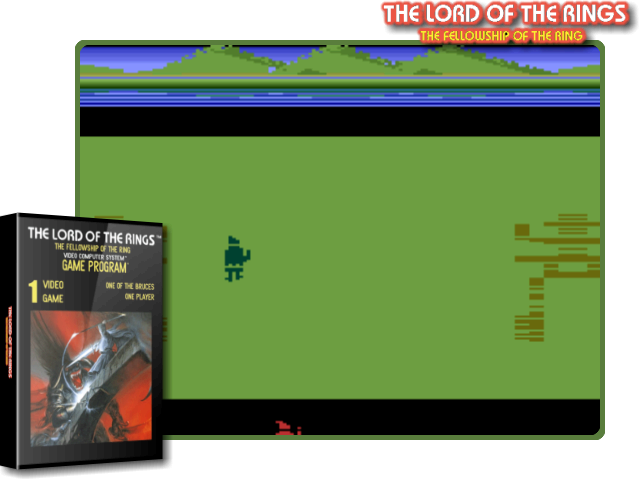 THE LORD OF THE RINGS
THE FELLOWSHIP OF THE RING
THE LORD OF THE RINGS™
THE FELLOWSHIP OF THE RING
VIDEO COMPUTER SYSTEM™
GAME PROGRAM™
1 VIDEO GAME
ONE OF THE BRUCES
ONE PLAYER
THE LORD OF THE RINGS